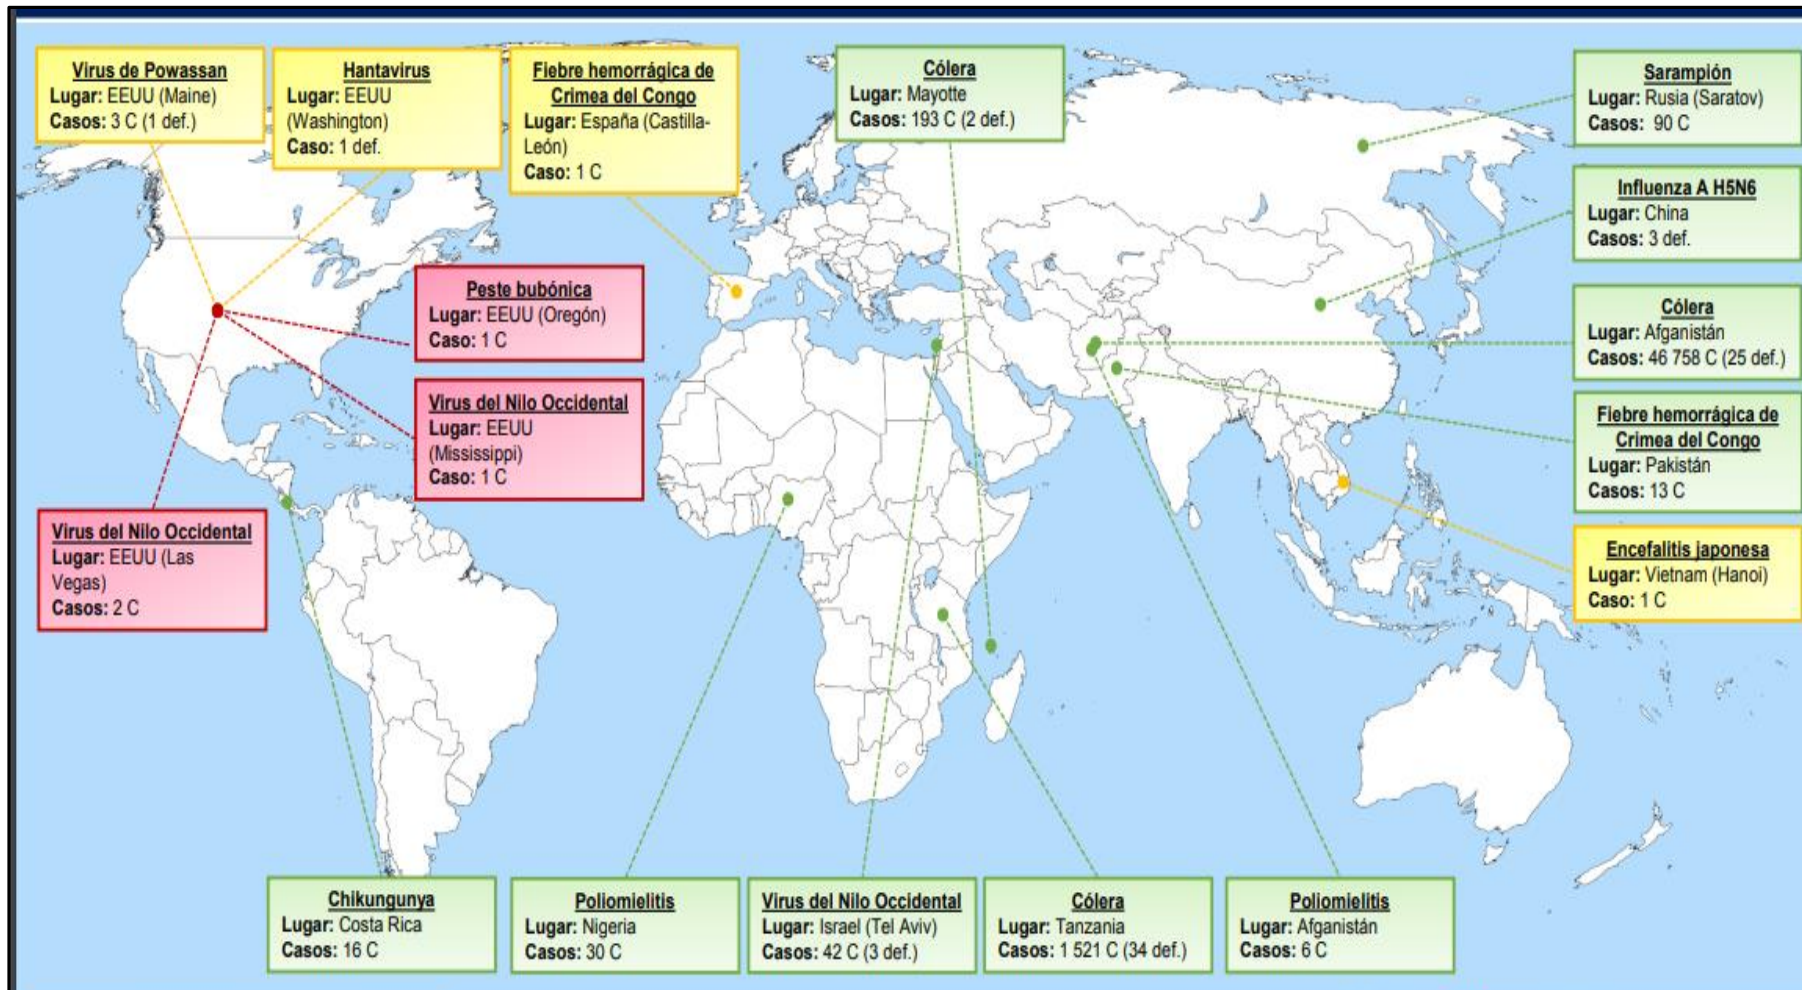 Virus de Powassan
Lugar: EEUU (Maine)
Casos: 3 C (1 def.)
Hantavirus
Lugar: EEUU
(Washington)
Caso: 1 def.
Fiebre hemorrágica de
Crimea del Congo
Lugar: España (Castilla-
León)
Caso: 1 C
Cólera
Lugar: Mayotte
Casos: 193 C (2 def.)
Sarampión
Lugar: Rusia (Saratov)
Casos: 90 C
Influenza A H5N6
Lugar: China
Casos: 3 def.
Peste bubónica
Lugar: EEUU (Oregón)
Caso: 1 C
Cólera
Lugar: Afganistán
Casos: 46 758 C (25 def.)
Virus del Nilo Occidental
Lugar: EEUU
(Mississippi)
Caso: 1 C
Fiebre hemorrágica de
Crimea del Congo
Lugar: Pakistán
Casos: 13 C
Virus del Nilo Occidental
Lugar: EEUU (Las
Vegas)
Casos: 2 C
Encefalitis japonesa
Lugar: Vietnam (Hanoi)
Caso: 1 C
Chikungunya
Lugar: Costa Rica
Casos: 16 C
Poliomielitis
Lugar: Nigeria
Casos: 30 C
Virus del Nilo Occidental
Lugar: Israel (Tel Aviv)
Casos: 42 C (3 def.)
Cólera
Lugar: Tanzania
Casos: 1 521 C (34 def.)
Poliomielitis
Lugar: Afganistán
Casos: 6 C